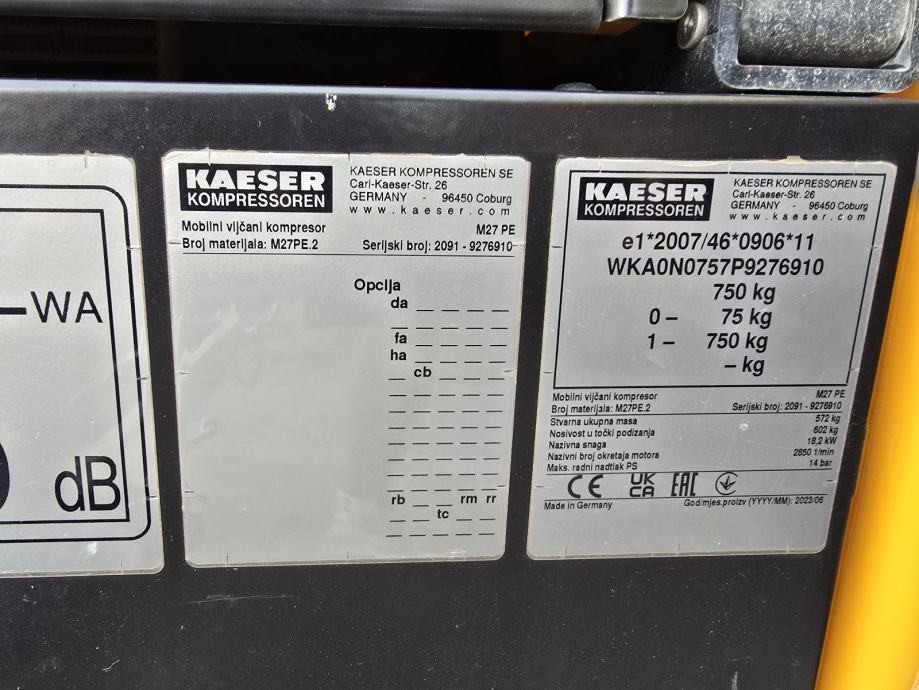 –WA
dB
KAESER
KOMPRESSOREN
KAESER KOMPRESSOREN SE
Carl-Kaeser-Str. 26
GERMANY - 96450 Coburg
www.kaeser.com
Mobilni vijčani kompresor M27 PE
Broj materijala: M27PE.2 Serijski broj: 2091 - 9276910
Opcija
da
fa
ha
cb
rb rm rr
tc
KAESER
KOMPRESSOREN
KAESER KOMPRESSOREN SE
Carl-Kaeser-Str. 26
GERMANY - 96450 Coburg
www.kaeser.com
e1*2007/46*0906*11
WKA0N0757P9276910
750 kg
0 – 75 kg
1 – 750 kg
– kg
Mobilni vijčani kompresor M27 PE
Broj materijala: M27PE.2 Serijski broj: 2091 - 9276910
Stvarna ukupna masa 572 kg
Nosivost u točki podizanja 602 kg
Nazivna snaga 18,2 kW
Nazivni broj okretaja motora 2850 1/min
Maks. radni nadtlak PS 14 bar
CE UK CA EAC
Made in Germany God/mjes.proizv (YYYY/MM): 2023/06